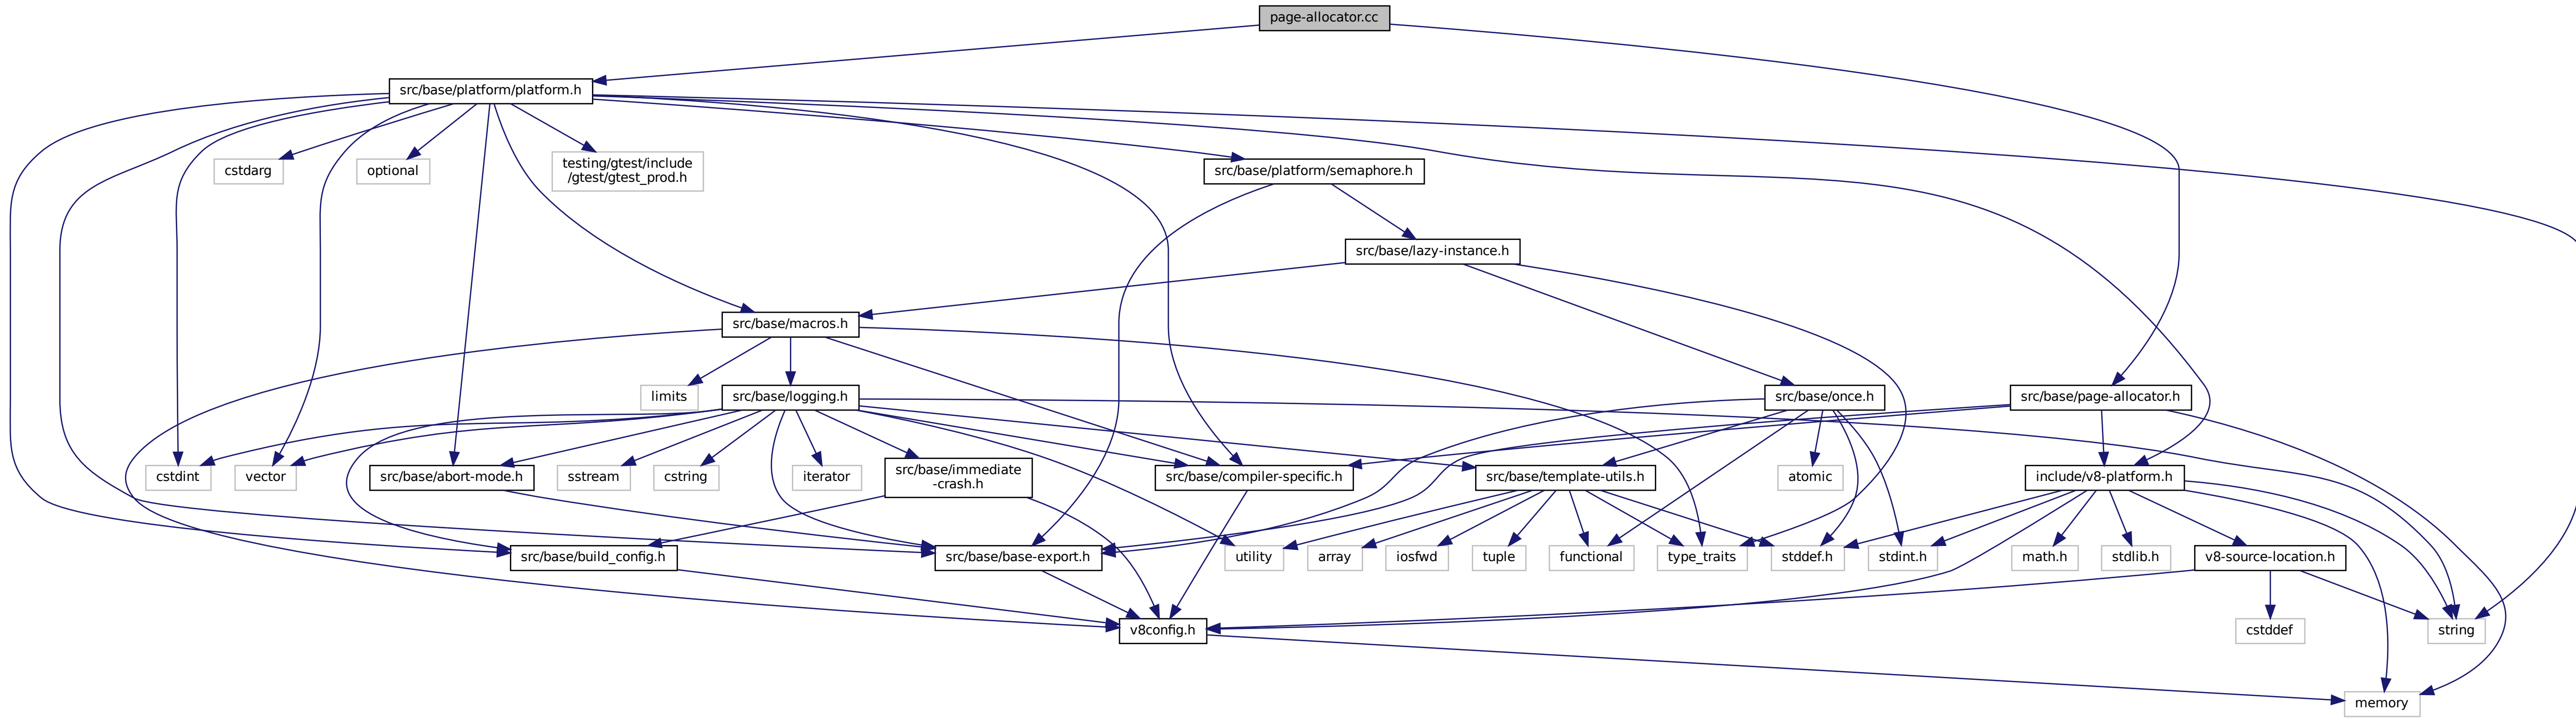 page-allocator.cc
src/base/platform/platform.h
cstdarg
optional
testing/gtest/include
/gtest/gtest_prod.h
src/base/platform/semaphore.h
src/base/lazy-instance.h
src/base/macros.h
limits
src/base/logging.h
src/base/once.h
src/base/page-allocator.h
cstdint
vector
src/base/abort-mode.h
sstream
cstring
iterator
src/base/immediate
-crash.h
src/base/compiler-specific.h
src/base/template-utils.h
atomic
include/v8-platform.h
src/base/build_config.h
src/base/base-export.h
utility
array
iosfwd
tuple
functional
type_traits
stddef.h
stdint.h
math.h
stdlib.h
v8-source-location.h
v8config.h
cstddef
string
memory